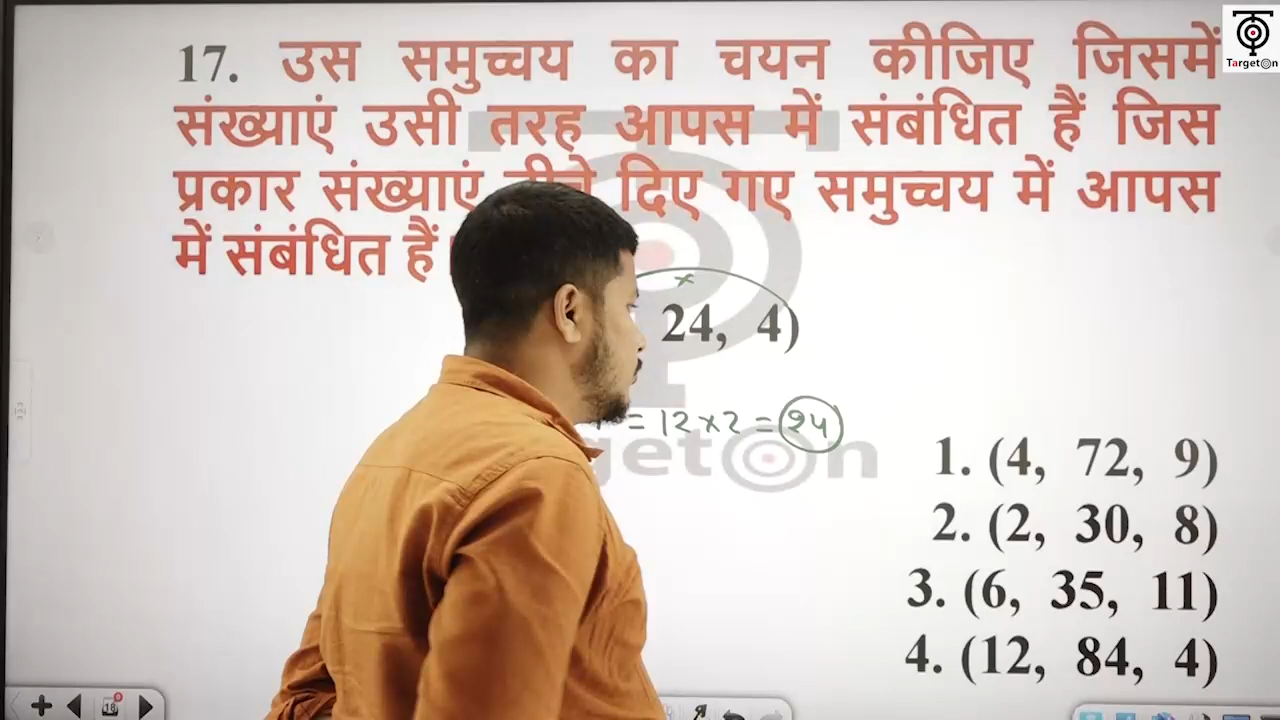 17. उस समुच्चय का चयन कीजिए जिसमें
संख्याएं उसी तरह आपस में संबंधित हैं जिस
प्रकार संख्याएं दिए गए समुच्चय में आपस
में संबंधित हैं
24, 4)
= 12 × 2 = 24
1. (4, 72, 9)
2. (2, 30, 8)
3. (6, 35, 11)
4. (12, 84, 4)
TargetOn
18